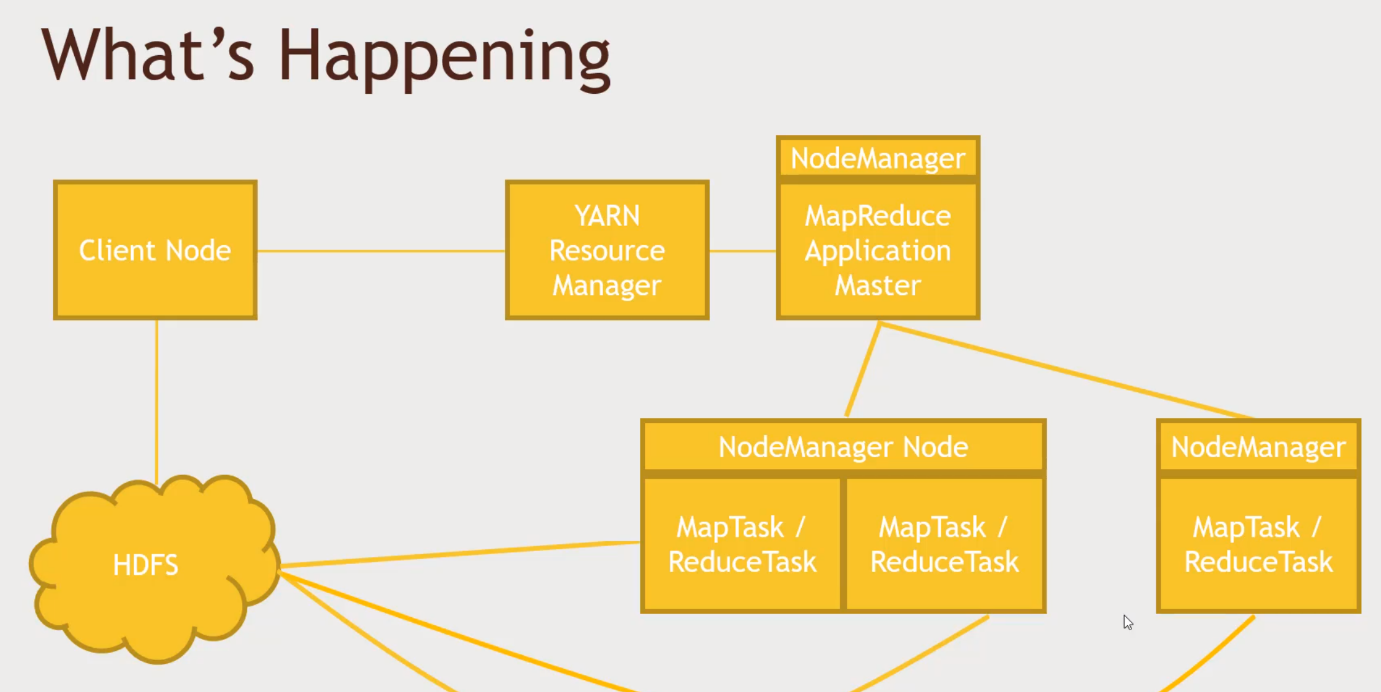 What’s Happening
NodeManager
Client Node
YARN
Resource
Manager
MapReduce
Application
Master
NodeManager Node
NodeManager
MapTask /
ReduceTask
MapTask /
ReduceTask
MapTask /
ReduceTask
HDFS